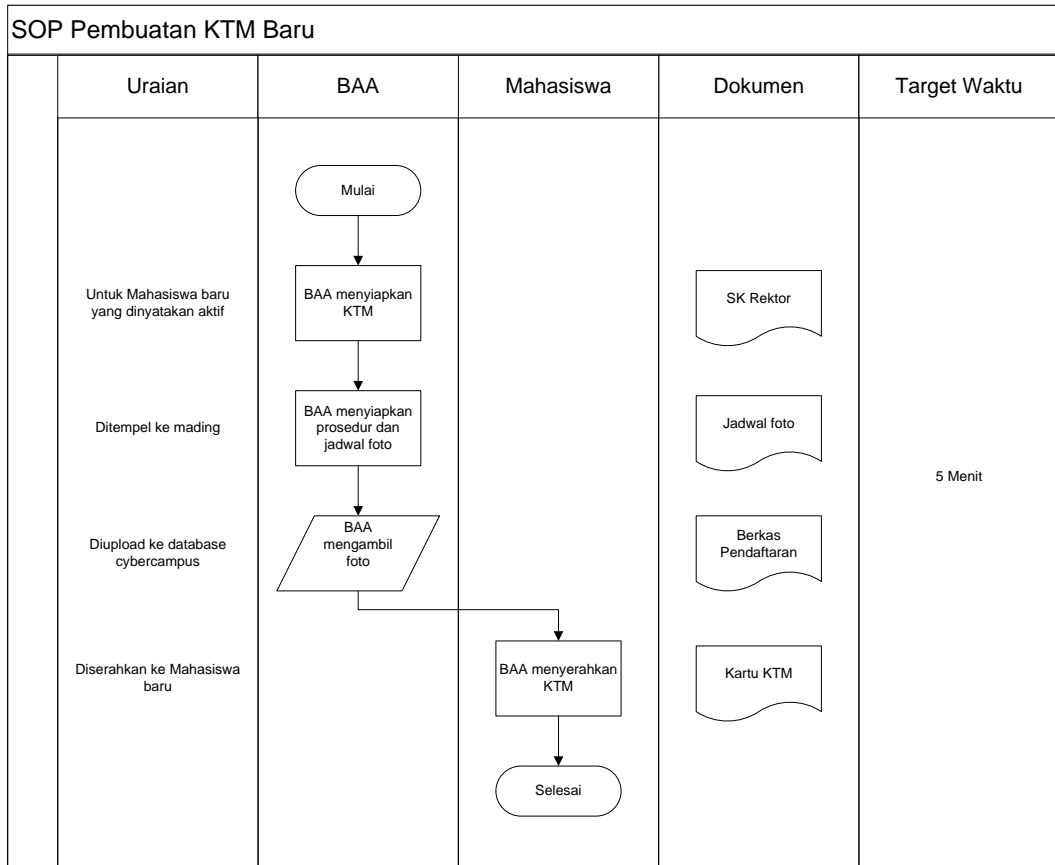 SOP Pembuatan KTM Baru
Uraian
BAA
Mahasiswa
Dokumen
Target Waktu
Mulai
Untuk Mahasiswa baru
yang dinyatakan aktif
BAA menyiapkan
KTM
SK Rektor
Ditempel ke mading
BAA menyiapkan
prosedur dan
jadwal foto
Jadwal foto
5 Menit
Diupload ke database
cybercampus
BAA
mengambil
foto
Berkas
Pendaftaran
Diserahkan ke Mahasiswa
baru
BAA menyerahkan
KTM
Kartu KTM
Selesai